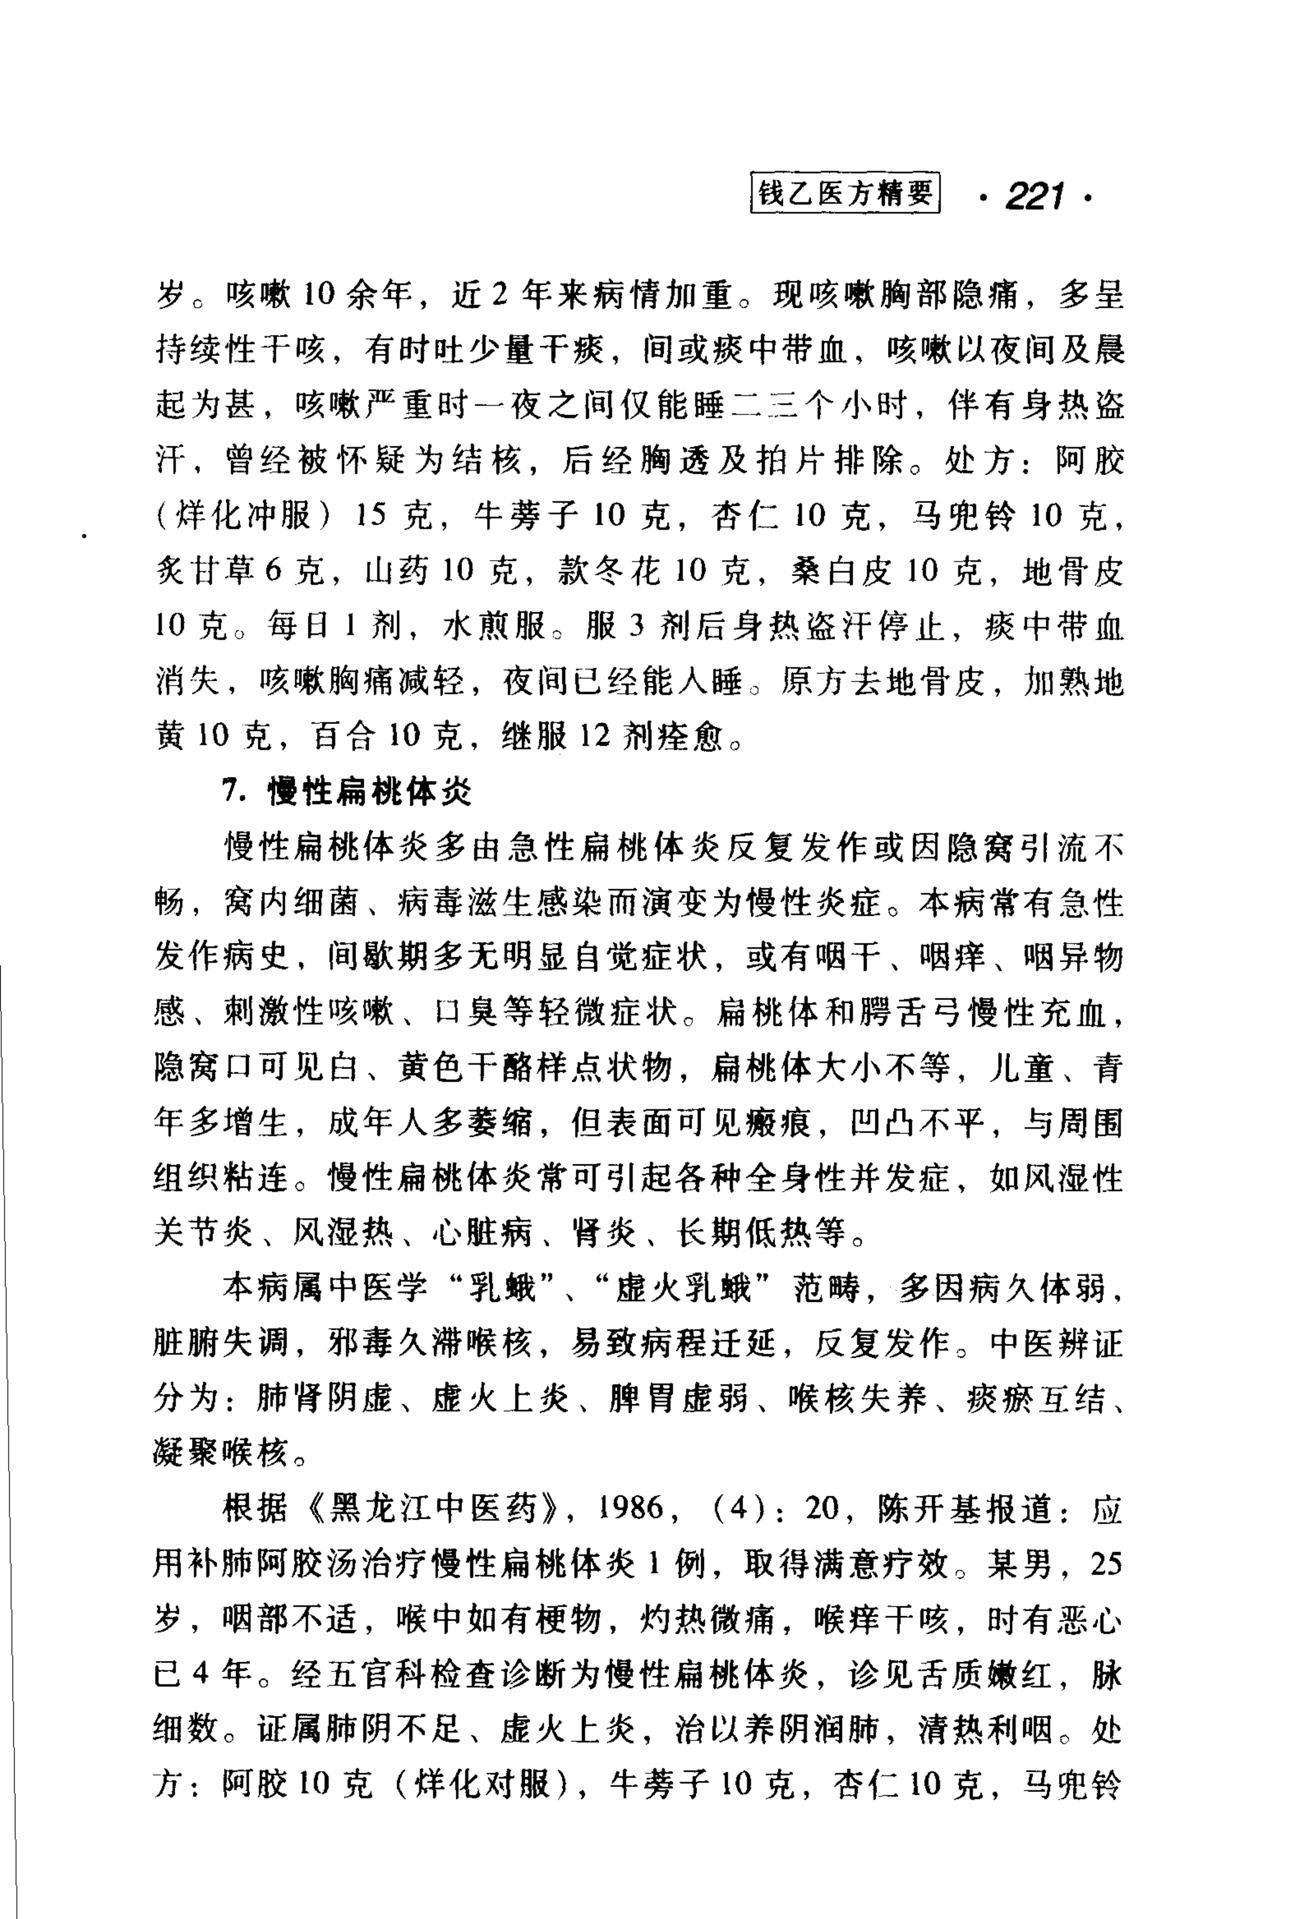 钱乙医方精要 · 221 ·
岁。咳嗽10余年，近2年来病情加重。现咳嗽胸部隐痛，多呈
持续性干咳，有时吐少量干痰，间或痰中带血，咳嗽以夜间及晨
起为甚，咳嗽严重时一夜之间仅能睡二三个小时，伴有身热盗
汗，曾经被怀疑为结核，后经胸透及拍片排除。处方：阿胶
（烊化冲服）15克，牛蒡子10克，杏仁10克，马兜铃10克，
炙甘草6克，山药10克，款冬花10克，桑白皮10克，地骨皮
10克。每日1剂，水煎服。服3剂后身热盗汗停止，痰中带血
消失，咳嗽胸痛减轻，夜间已经能入睡。原方去地骨皮，加熟地
黄10克，百合10克，继服12剂痊愈。
7. 慢性扁桃体炎
慢性扁桃体炎多由急性扁桃体炎反复发作或因隐窝引流不
畅，窝内细菌、病毒滋生感染而演变为慢性炎症。本病常有急性
发作病史，间歇期多无明显自觉症状，或有咽干、咽痒、咽异物
感、刺激性咳嗽、口臭等轻微症状。扁桃体和腭舌弓慢性充血，
隐窝口可见白、黄色干酪样点状物，扁桃体大小不等，儿童、青
年多增生，成年人多萎缩，但表面可见瘢痕，凹凸不平，与周围
组织粘连。慢性扁桃体炎常可引起各种全身性并发症，如风湿性
关节炎、风湿热、心脏病、肾炎、长期低热等。
本病属中医学“乳蛾”、“虚火乳蛾”范畴，多因病久体弱，
脏腑失调，邪毒久滞喉核，易致病程迁延，反复发作。中医辨证
分为：肺肾阴虚、虚火上炎、脾胃虚弱、喉核失养、痰瘀互结、
凝聚喉核。
根据《黑龙江中医药》，1986，（4）：20，陈开基报道：应
用补肺阿胶汤治疗慢性扁桃体炎1例，取得满意疗效。某男，25
岁，咽部不适，喉中如有梗物，灼热微痛，喉痒干咳，时有恶心
已4年。经五官科检查诊断为慢性扁桃体炎，诊见舌质嫩红，脉
细数。证属肺阴不足、虚火上炎，治以养阴润肺，清热利咽。处
方：阿胶10克（烊化对服），牛蒡子10克，杏仁10克，马兜铃